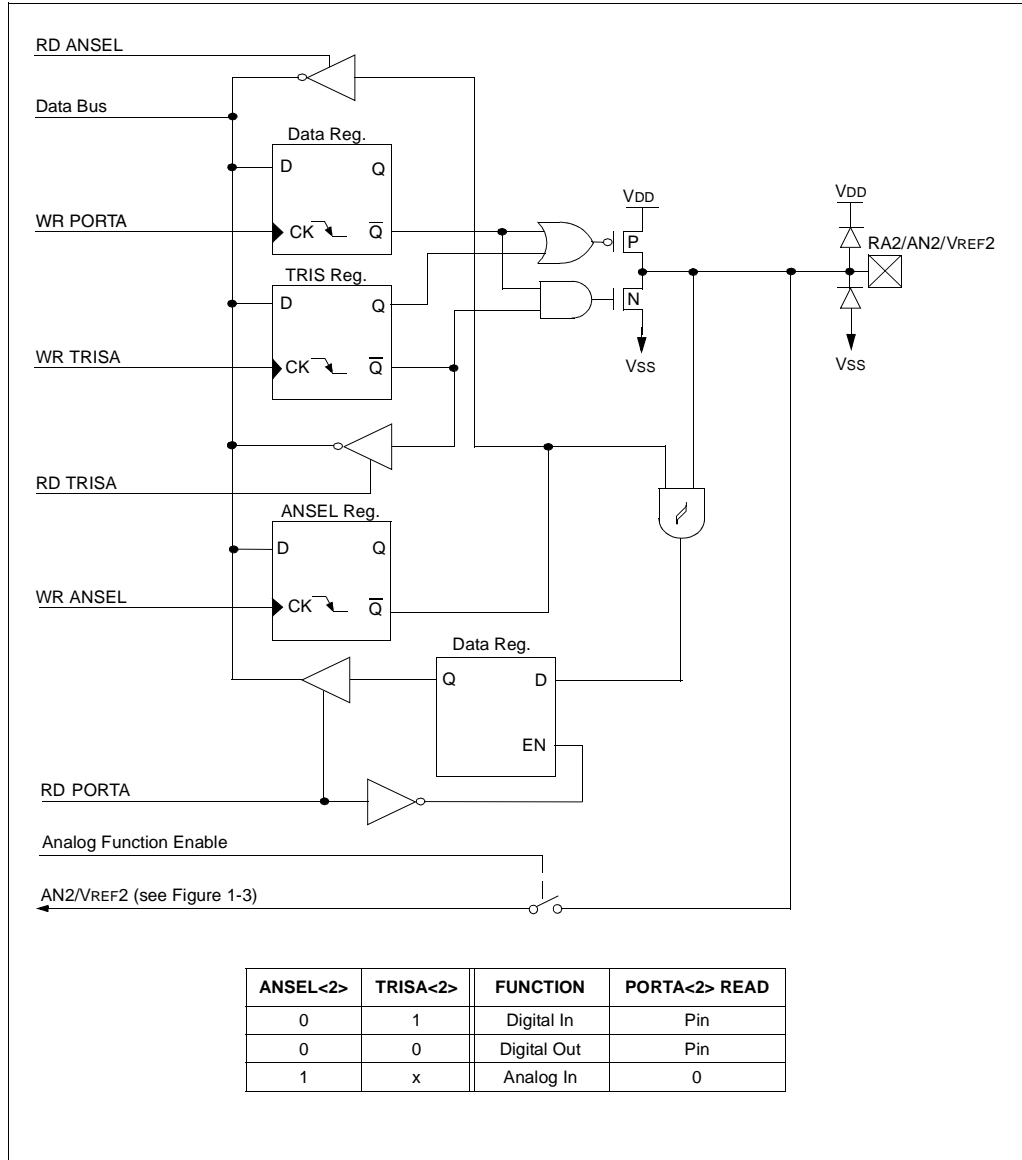 RD ANSEL
Data Bus
Data Reg.
D
Q
VDD
VDD
WR PORTA
CK
Q
P
RA2/AN2/VREF2
TRIS Reg.
D
Q
N
WR TRISA
CK
Q
VSS
VSS
RD TRISA
ANSEL Reg.
D
Q
WR ANSEL
CK
Q
Data Reg.
Q
D
EN
RD PORTA
Analog Function Enable
AN2/VREF2 (see Figure 1-3)
ANSEL<2> TRISA<2> FUNCTION PORTA<2> READ
0 1 Digital In Pin
0 0 Digital Out Pin
1 x Analog In 0